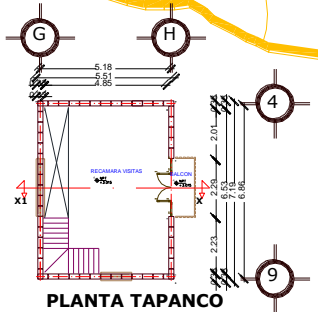 G
H
5.18
5.51
4.85
4
RECAMARA VISITAS
BALCON
2.01
2.29
2.23
6.53
7.19
6.86
x1
x
9
PLANTA TAPANCO